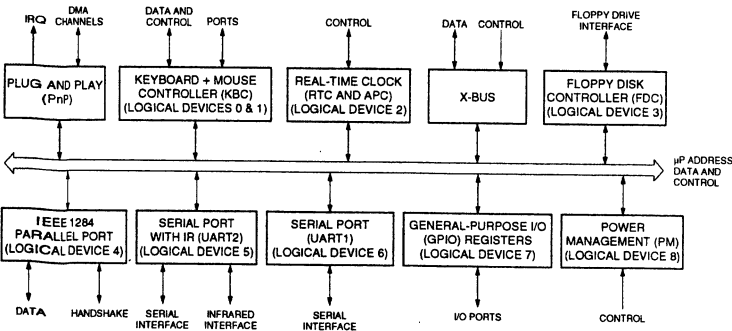 IRQ
DMA
CHANNELS
DATA AND
CONTROL
PORTS
CONTROL
DATA
CONTROL
FLOPPY DRIVE
INTERFACE
PLUG AND PLAY
(PnP)
KEYBOARD + MOUSE
CONTROLLER (KBC)
(LOGICAL DEVICES 0 & 1)
REAL-TIME CLOCK
(RTC AND APC)
(LOGICAL DEVICE 2)
X-BUS
FLOPPY DISK
CONTROLLER (FDC)
(LOGICAL DEVICE 3)
µP ADDRESS
DATA AND
CONTROL
IEEE 1284
PARALLEL PORT
(LOGICAL DEVICE 4)
SERIAL PORT
WITH IR (UART2)
(LOGICAL DEVICE 5)
SERIAL PORT
(UART1)
(LOGICAL DEVICE 6)
GENERAL-PURPOSE I/O
(GPIO) REGISTERS
(LOGICAL DEVICE 7)
POWER
MANAGEMENT (PM)
(LOGICAL DEVICE 8)
DATA
HANDSHAKE
SERIAL
INTERFACE
INFRARED
INTERFACE
SERIAL
INTERFACE
I/O PORTS
CONTROL